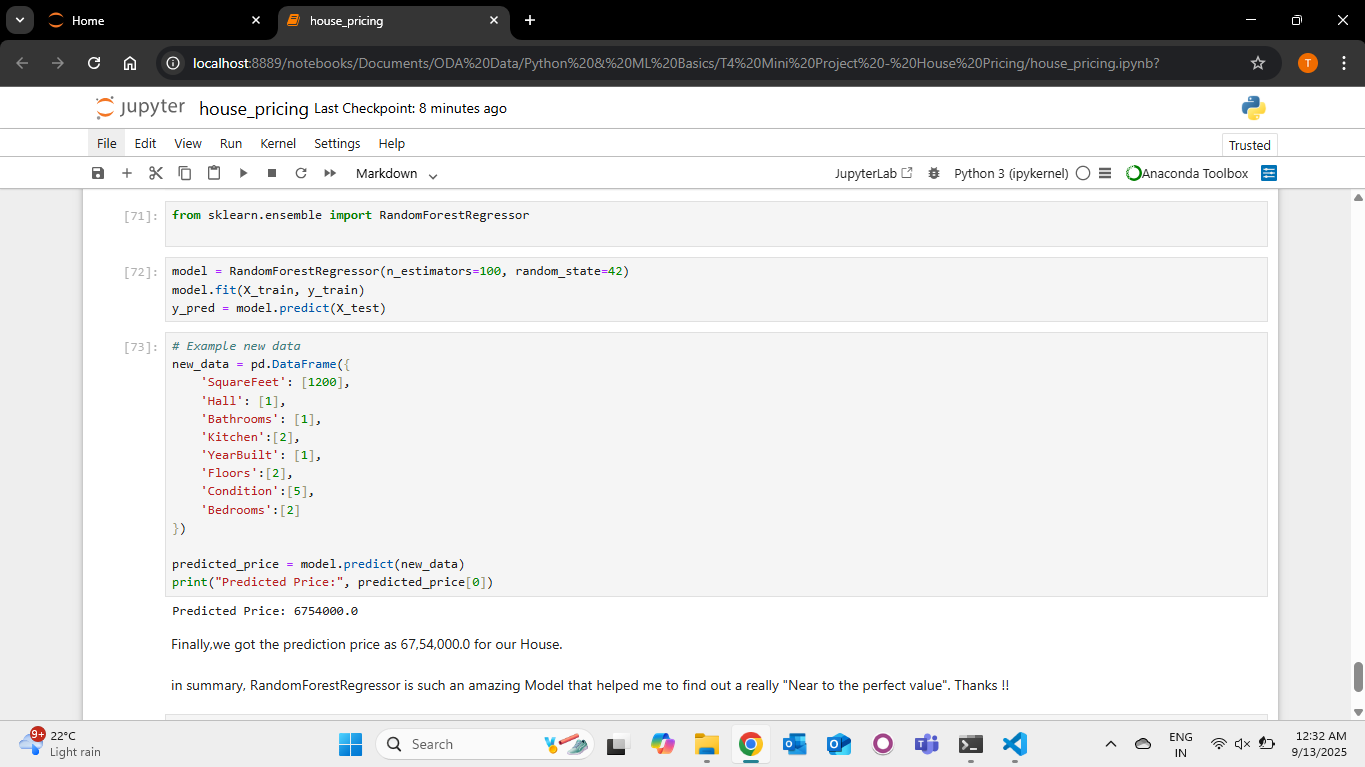 Home
house_pricing
localhost:8889/notebooks/Documents/ODA%20Data/Python%20&%20ML%20Basics/T4%20Mini%20Project%20-%20House%20Pricing/house_pricing.ipynb?
T
jupyter house_pricing Last Checkpoint: 8 minutes ago
File Edit View Run Kernel Settings Help
Trusted
Markdown
JupyterLab
Python 3 (ipykernel)
Anaconda Toolbox
[71]: from sklearn.ensemble import RandomForestRegressor
[72]: model = RandomForestRegressor(n_estimators=100, random_state=42)
model.fit(X_train, y_train)
y_pred = model.predict(X_test)
[73]: # Example new data
new_data = pd.DataFrame({
    'SquareFeet': [1200],
    'Hall': [1],
    'Bathrooms': [1],
    'Kitchen':[2],
    'YearBuilt': [1],
    'Floors':[2],
    'Condition':[5],
    'Bedrooms':[2]
})
predicted_price = model.predict(new_data)
print("Predicted Price:", predicted_price[0])
Predicted Price: 6754000.0
Finally,we got the prediction price as 67,54,000.0 for our House.
in summary, RandomForestRegressor is such an amazing Model that helped me to find out a really "Near to the perfect value". Thanks !!
9+
22°C
Light rain
Search
ENG
IN
12:32 AM
9/13/2025